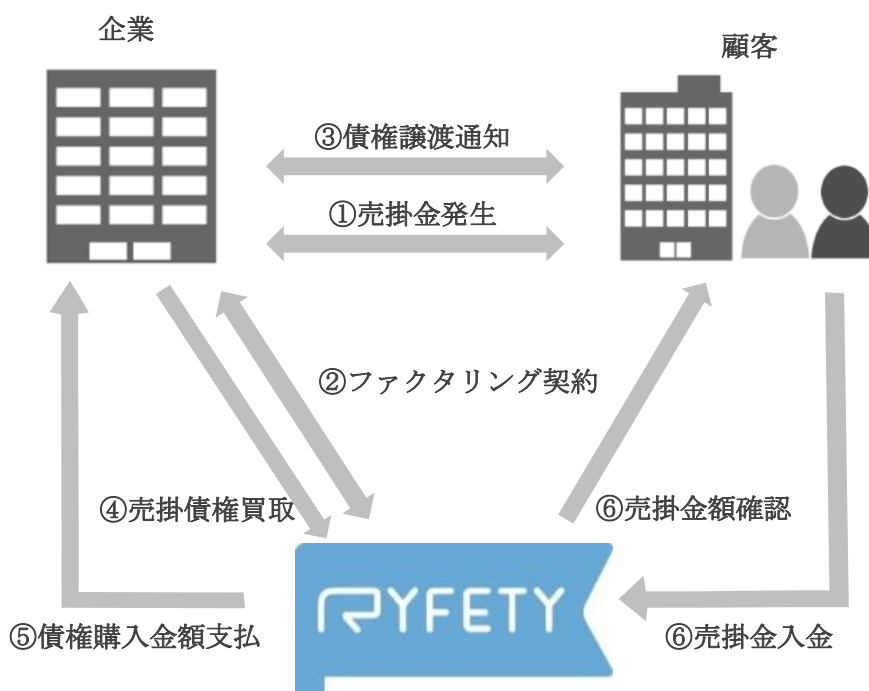 企業
顧客
③債権譲渡通知
①売掛金発生
②ファクタリング契約
④売掛債権買取
⑥売掛金額確認
RYFETY
⑤債権購入金額支払
⑥売掛金入金